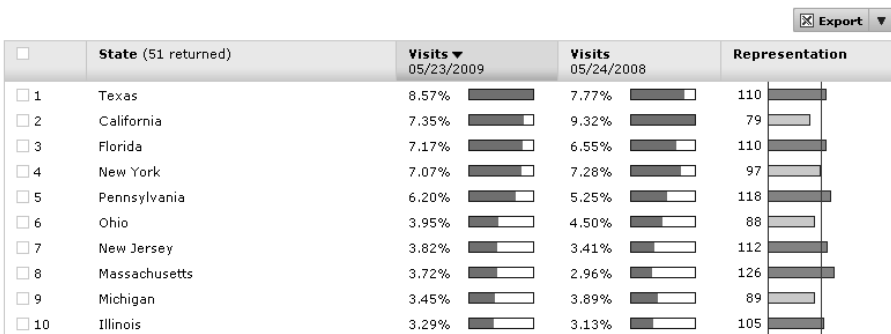 Export ▼
State (51 returned) Visits ▼ Visits Representation
05/23/2009 05/24/2008
1 Texas 8.57% 7.77% 110
2 California 7.35% 9.32% 79
3 Florida 7.17% 6.55% 110
4 New York 7.07% 7.28% 97
5 Pennsylvania 6.20% 5.25% 118
6 Ohio 3.95% 4.50% 88
7 New Jersey 3.82% 3.41% 112
8 Massachusetts 3.72% 2.96% 126
9 Michigan 3.45% 3.89% 89
10 Illinois 3.29% 3.13% 105